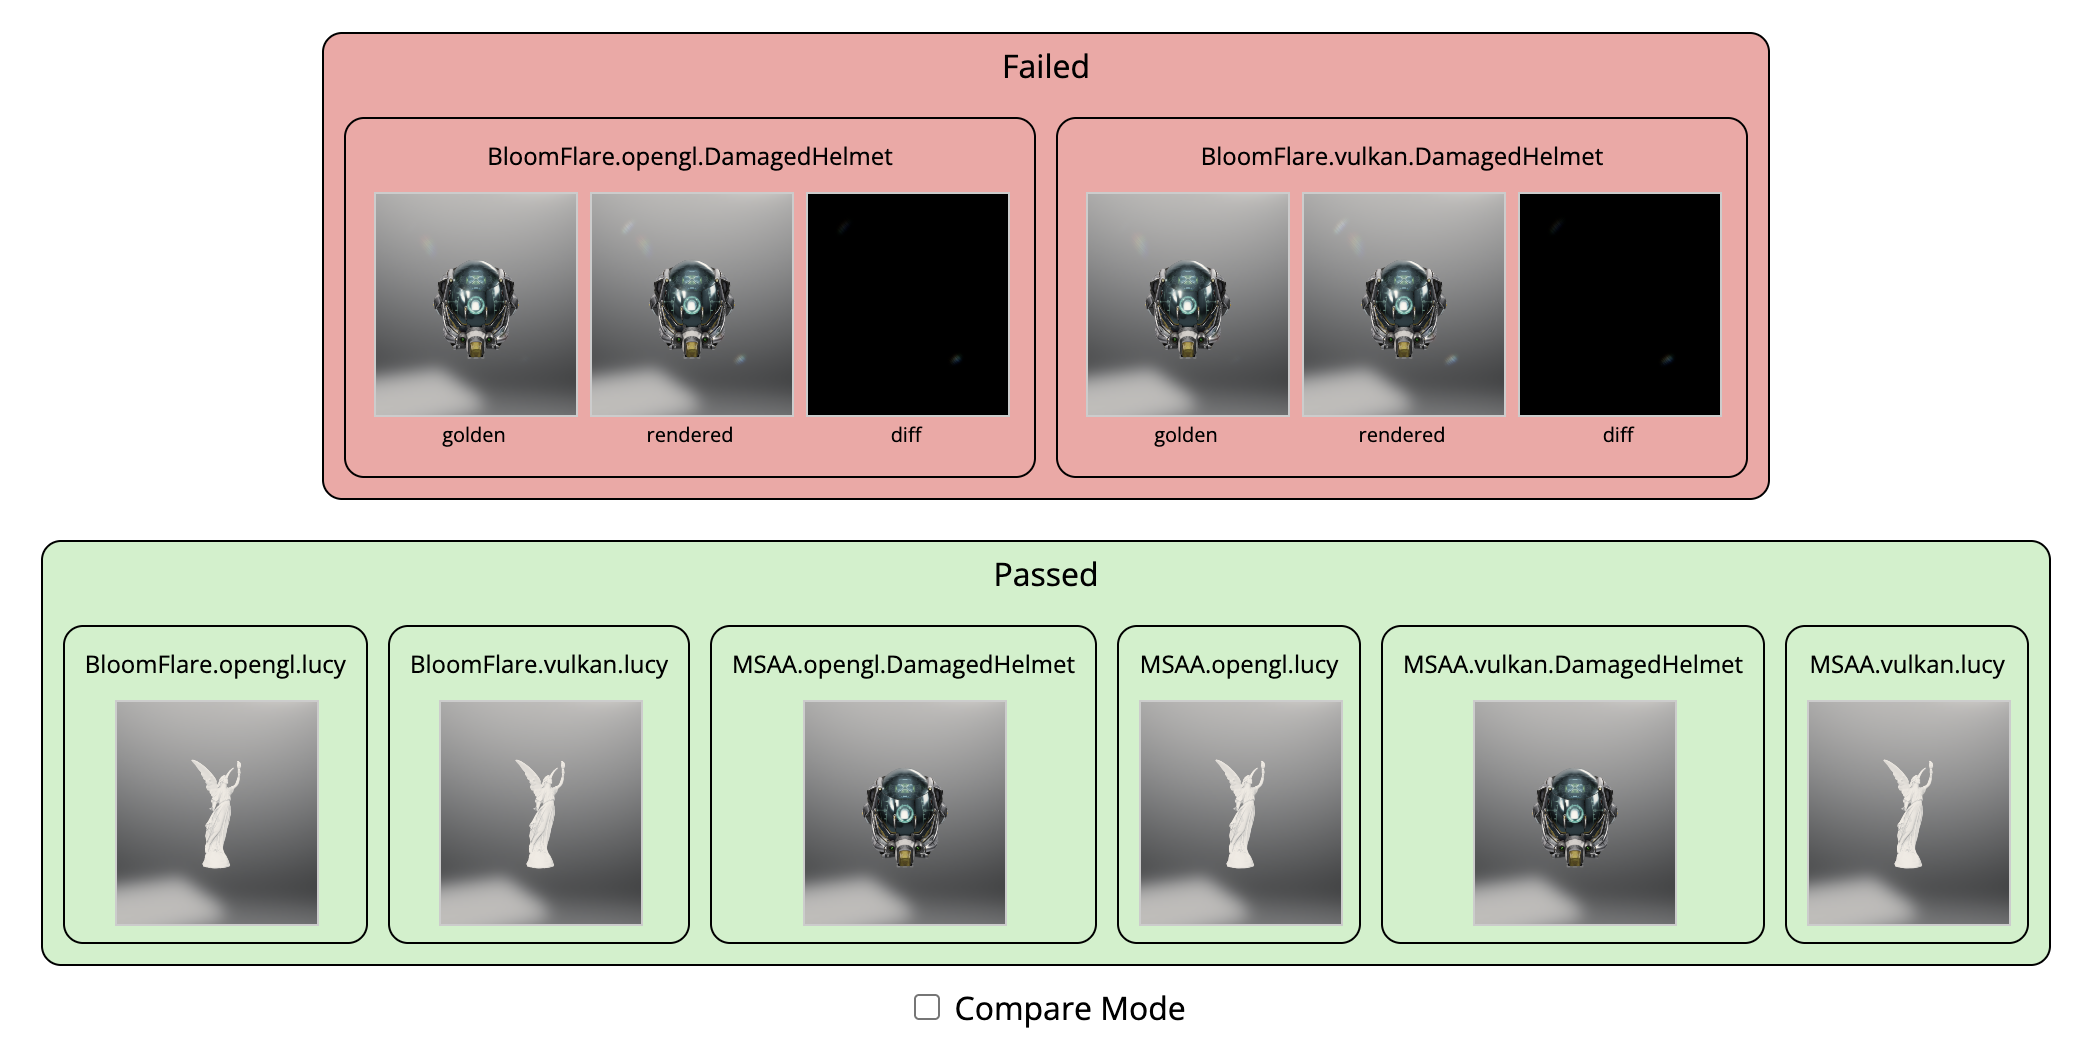 Failed
BloomFlare.opengl.DamagedHelmet
golden
rendered
diff
BloomFlare.vulkan.DamagedHelmet
golden
rendered
diff
Passed
BloomFlare.opengl.lucy
BloomFlare.vulkan.lucy
MSAA.opengl.DamagedHelmet
MSAA.opengl.lucy
MSAA.vulkan.DamagedHelmet
MSAA.vulkan.lucy
Compare Mode